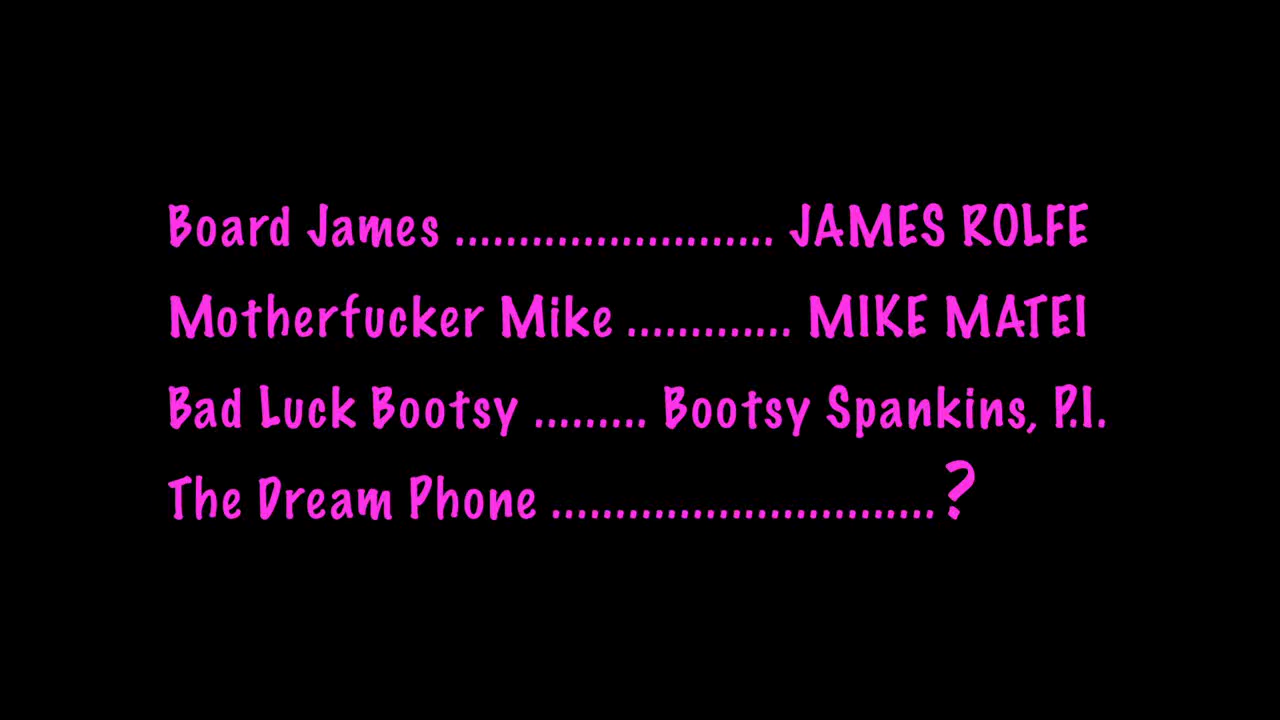 Board James ......................... JAMES ROLFE
Motherfucker Mike ............. MIKE MATEI
Bad Luck Bootsy ......... Bootsy Spankins, P.I.
The Dream Phone ..............................?